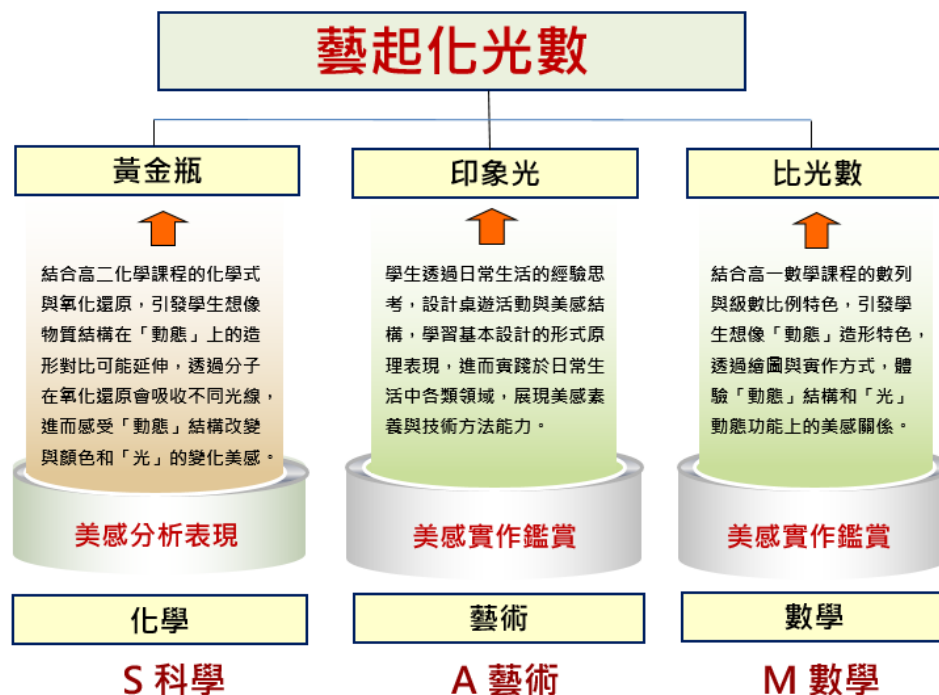 藝起化光數
黃金瓶
印象光
比光數
結合高二化學課程的化學式
與氧化還原，引發學生想像
物質結構在「動態」上的造
形對比可能延伸，透過分子
在氧化還原會吸收不同光線，
進而感受「動態」結構改變
與顏色和「光」的變化美感。
學生透過日常生活的經驗思
考，設計桌遊活動與美感結
構，學習基本設計的形式原
理表現，進而實踐於日常生
活中各類領域，展現美感素
養與技術方法能力。
結合高一數學課程的數列
與級數比例特色，引發學
生想像「動態」造形特色，
透過繪圖與實作方式，體
驗「動態」結構和「光」
動態功能上的美感關係。
美感分析表現
美感實作鑑賞
美感實作鑑賞
化學
藝術
數學
S 科學
A 藝術
M 數學